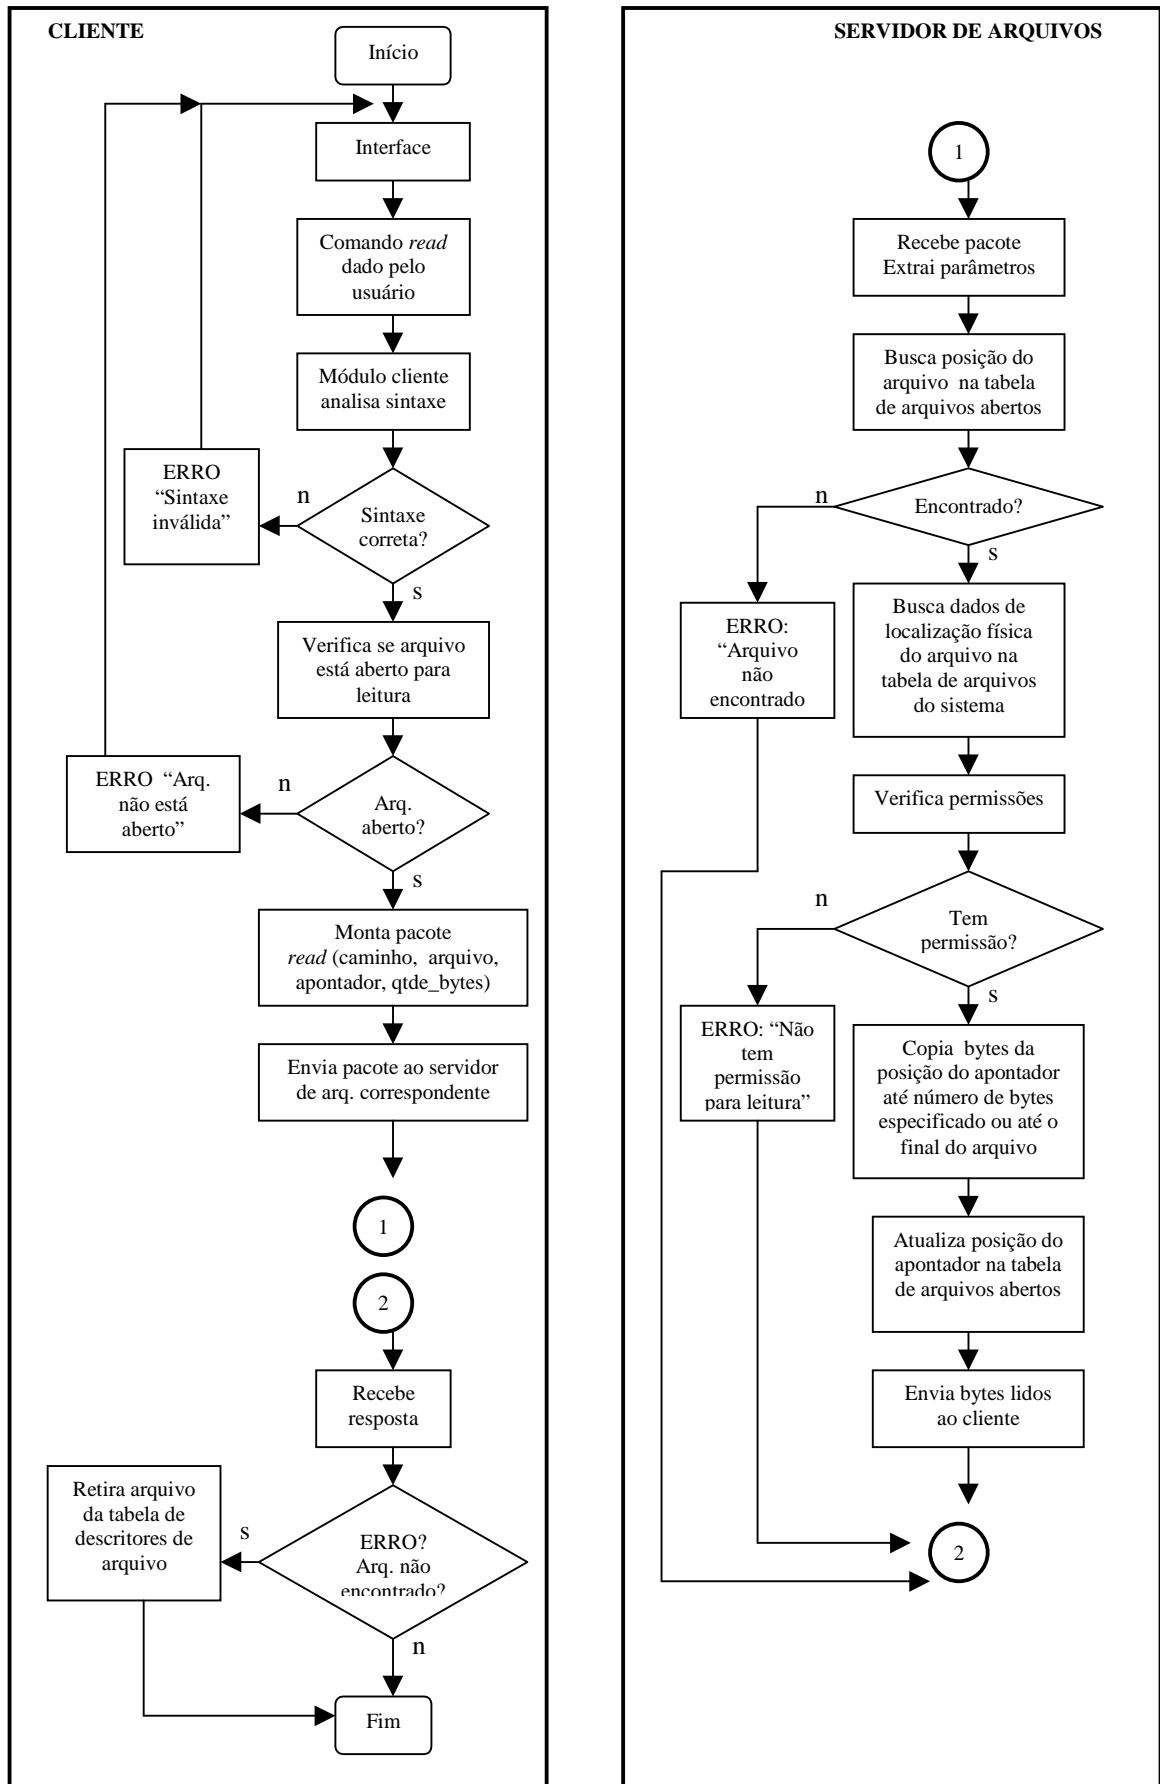 CLIENTE
Início
Interface
Comando read
dado pelo
usuário
Módulo cliente
analisa sintaxe
ERRO
“Sintaxe
inválida”
n
Sintaxe
correta?
s
Verifica se arquivo
está aberto para
leitura
ERRO “Arq.
não está
aberto”
n
Arq.
aberto?
s
Monta pacote
read (caminho, arquivo,
apontador, qtde_bytes)
Envia pacote ao servidor
de arq. correspondente
1
2
Recebe
resposta
Retira arquivo
da tabela de
descritores de
arquivo
s
ERRO?
Arq. não
encontrado?
n
Fim
SERVIDOR DE ARQUIVOS
1
Recebe pacote
Extrai parâmetros
Busca posição do
arquivo na tabela
de arquivos abertos
n
Encontrado?
s
ERRO:
“Arquivo
não
encontrado
Busca dados de
localização física
do arquivo na
tabela de arquivos
do sistema
Verifica permissões
n
Tem
permissão?
s
ERRO: “Não
tem
permissão
para leitura”
Copia bytes da
posição do apontador
até número de bytes
especificado ou até o
final do arquivo
Atualiza posição do
apontador na tabela
de arquivos abertos
Envia bytes lidos
ao cliente
2